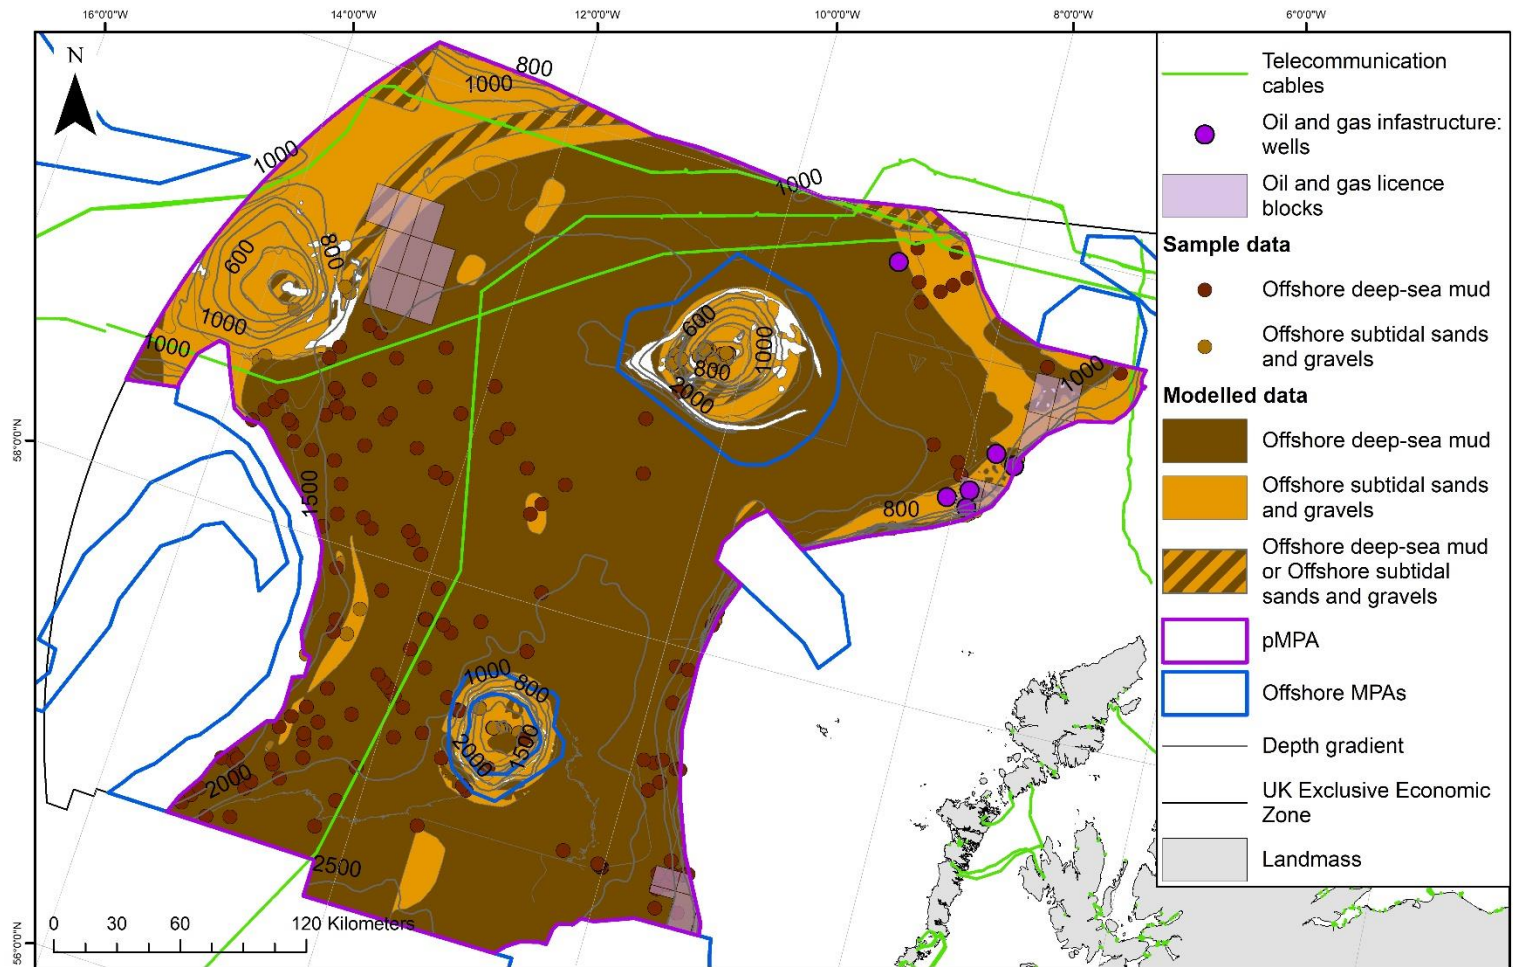 16°0'0"W
14°0'0"W
12°0'0"W
10°0'0"W
8°0'0"W
6°0'0"W
N
800
1000
1000
1000
600
800
1000
1000
600
1000
800
2000
1000
58°0'0"N
1500
800
1000
800
2000
1500
2000
2500
0 30 60 120 Kilometers
56°0'0"N
Telecommunication
cables
Oil and gas infastructure:
wells
Oil and gas licence
blocks
Sample data
Offshore deep-sea mud
Offshore subtidal sands
and gravels
Modelled data
Offshore deep-sea mud
Offshore subtidal sands
and gravels
Offshore deep-sea mud
or Offshore subtidal
sands and gravels
pMPA
Offshore MPAs
Depth gradient
UK Exclusive Economic
Zone
Landmass